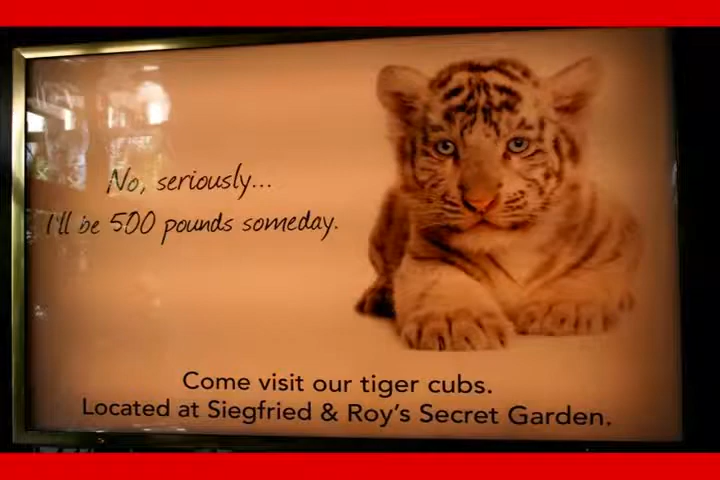 No, seriously...
I'll be 500 pounds someday.
Come visit our tiger cubs.
Located at Siegfried & Roy's Secret Garden.